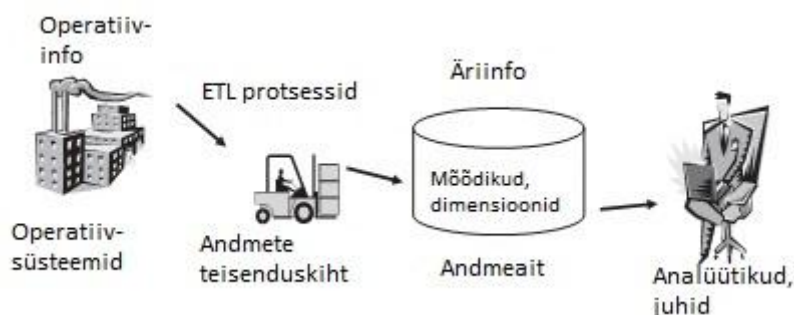 Operatiiv-
info
ETL protsessid
Äriinfo
Mõõdikud,
dimensioonid
Operatiiv-
süsteemid
Andmete
teisenduskiht
Andmeait
Analüütikud,
juhid